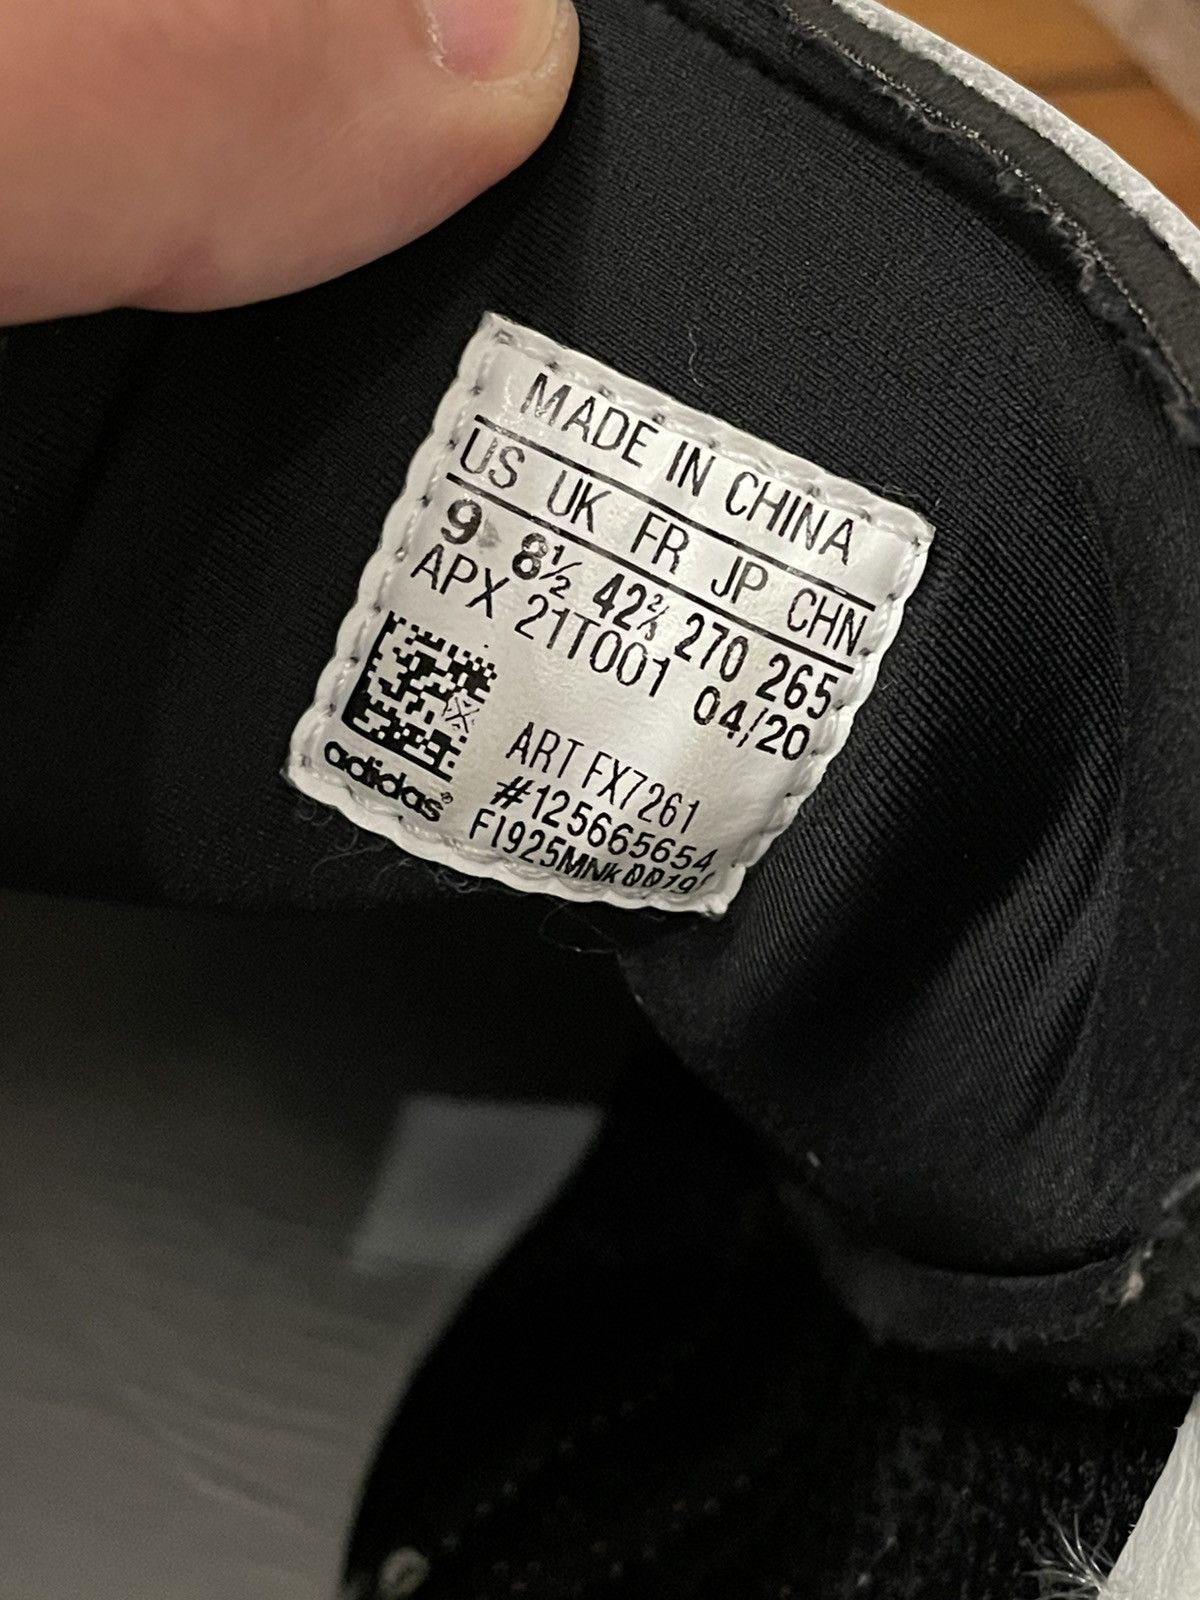 MADE IN CHINA
US UK FR JP CHN
9 8½ 42⅔ 270 265
APX 21T001 04/20
ART FX7261
#125665654
adidas®